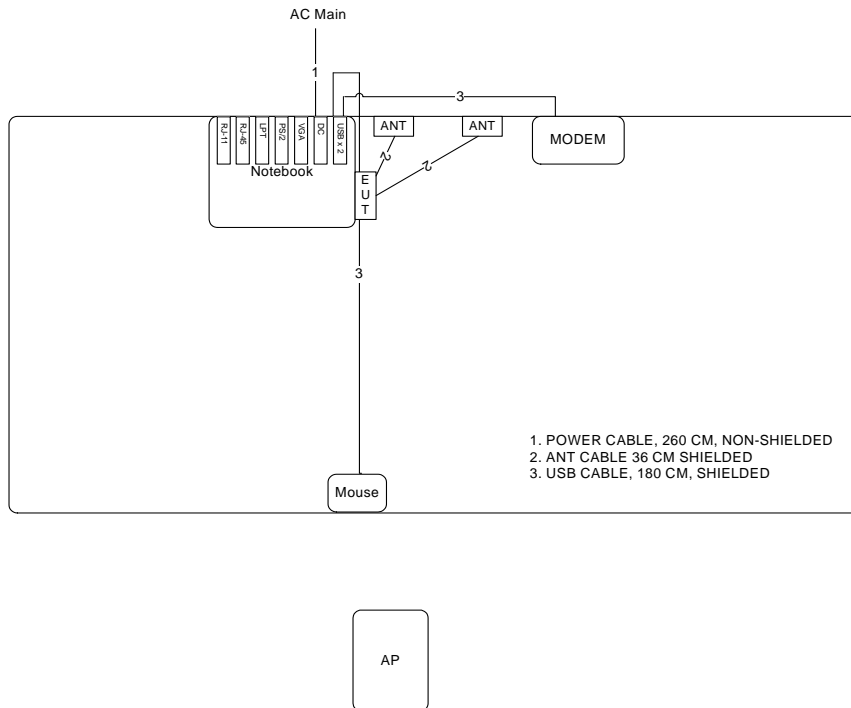 AC Main
1
3
RJ-11
RJ-45
LPT
PS/2
VGA
DC
USB x 2
ANT
ANT
MODEM
2
2
Notebook
E
U
T
3
1. POWER CABLE, 260 CM, NON-SHIELDED
2. ANT CABLE 36 CM SHIELDED
3. USB CABLE, 180 CM, SHIELDED
Mouse
AP